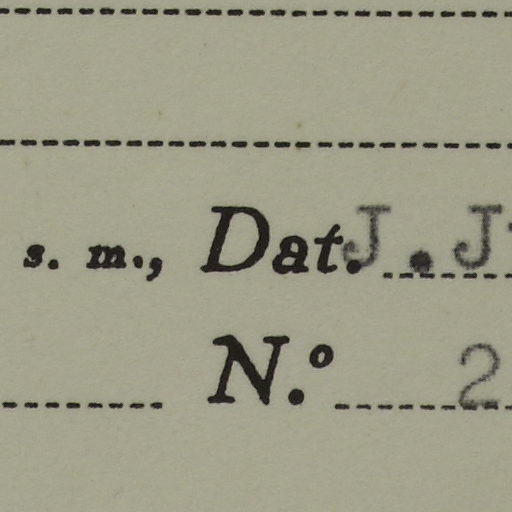 s. m., Dat. J. J
N.º 2